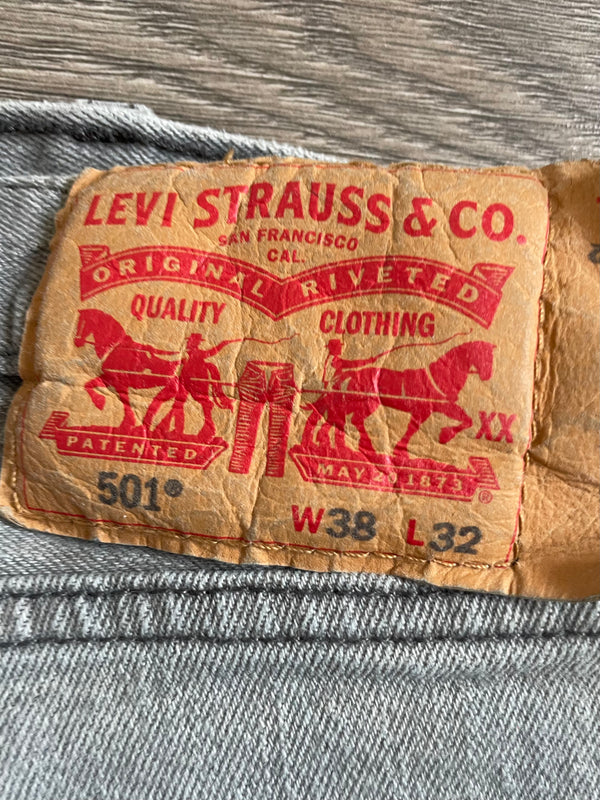 LEVI STRAUSS & CO.
SAN FRANCISCO
CAL.
ORIGINAL RIVETED
QUALITY CLOTHING
XX
PATENTED MAY 20 1873
®
501®
W38 L32